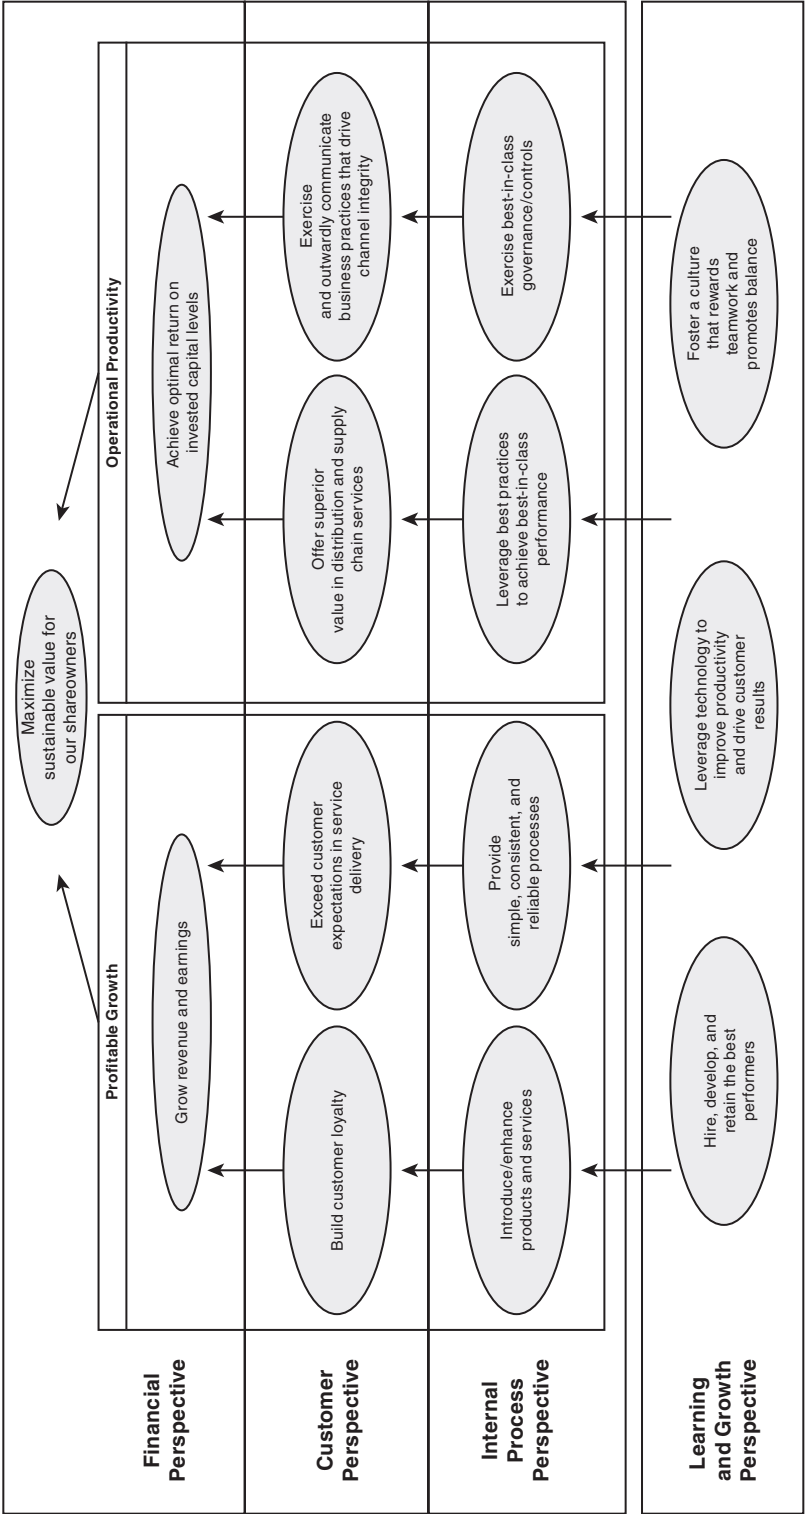 Maximize
sustainable value for
our shareowners
Profitable Growth
Operational Productivity
Financial
Perspective
Grow revenue and earnings
Achieve optimal return on
invested capital levels
Customer
Perspective
Build customer loyalty
Exceed customer
expectations in service
delivery
Offer superior
value in distribution and supply
chain services
Exercise
and outwardly communicate
business practices that drive
channel integrity
Internal
Process
Perspective
Introduce/enhance
products and services
Provide
simple, consistent, and
reliable processes
Leverage best practices
to achieve best-in-class
performance
Exercise best-in-class
governance/controls
Learning
and Growth
Perspective
Hire, develop, and
retain the best
performers
Leverage technology to
improve productivity
and drive customer
results
Foster a culture
that rewards
teamwork and
promotes balance